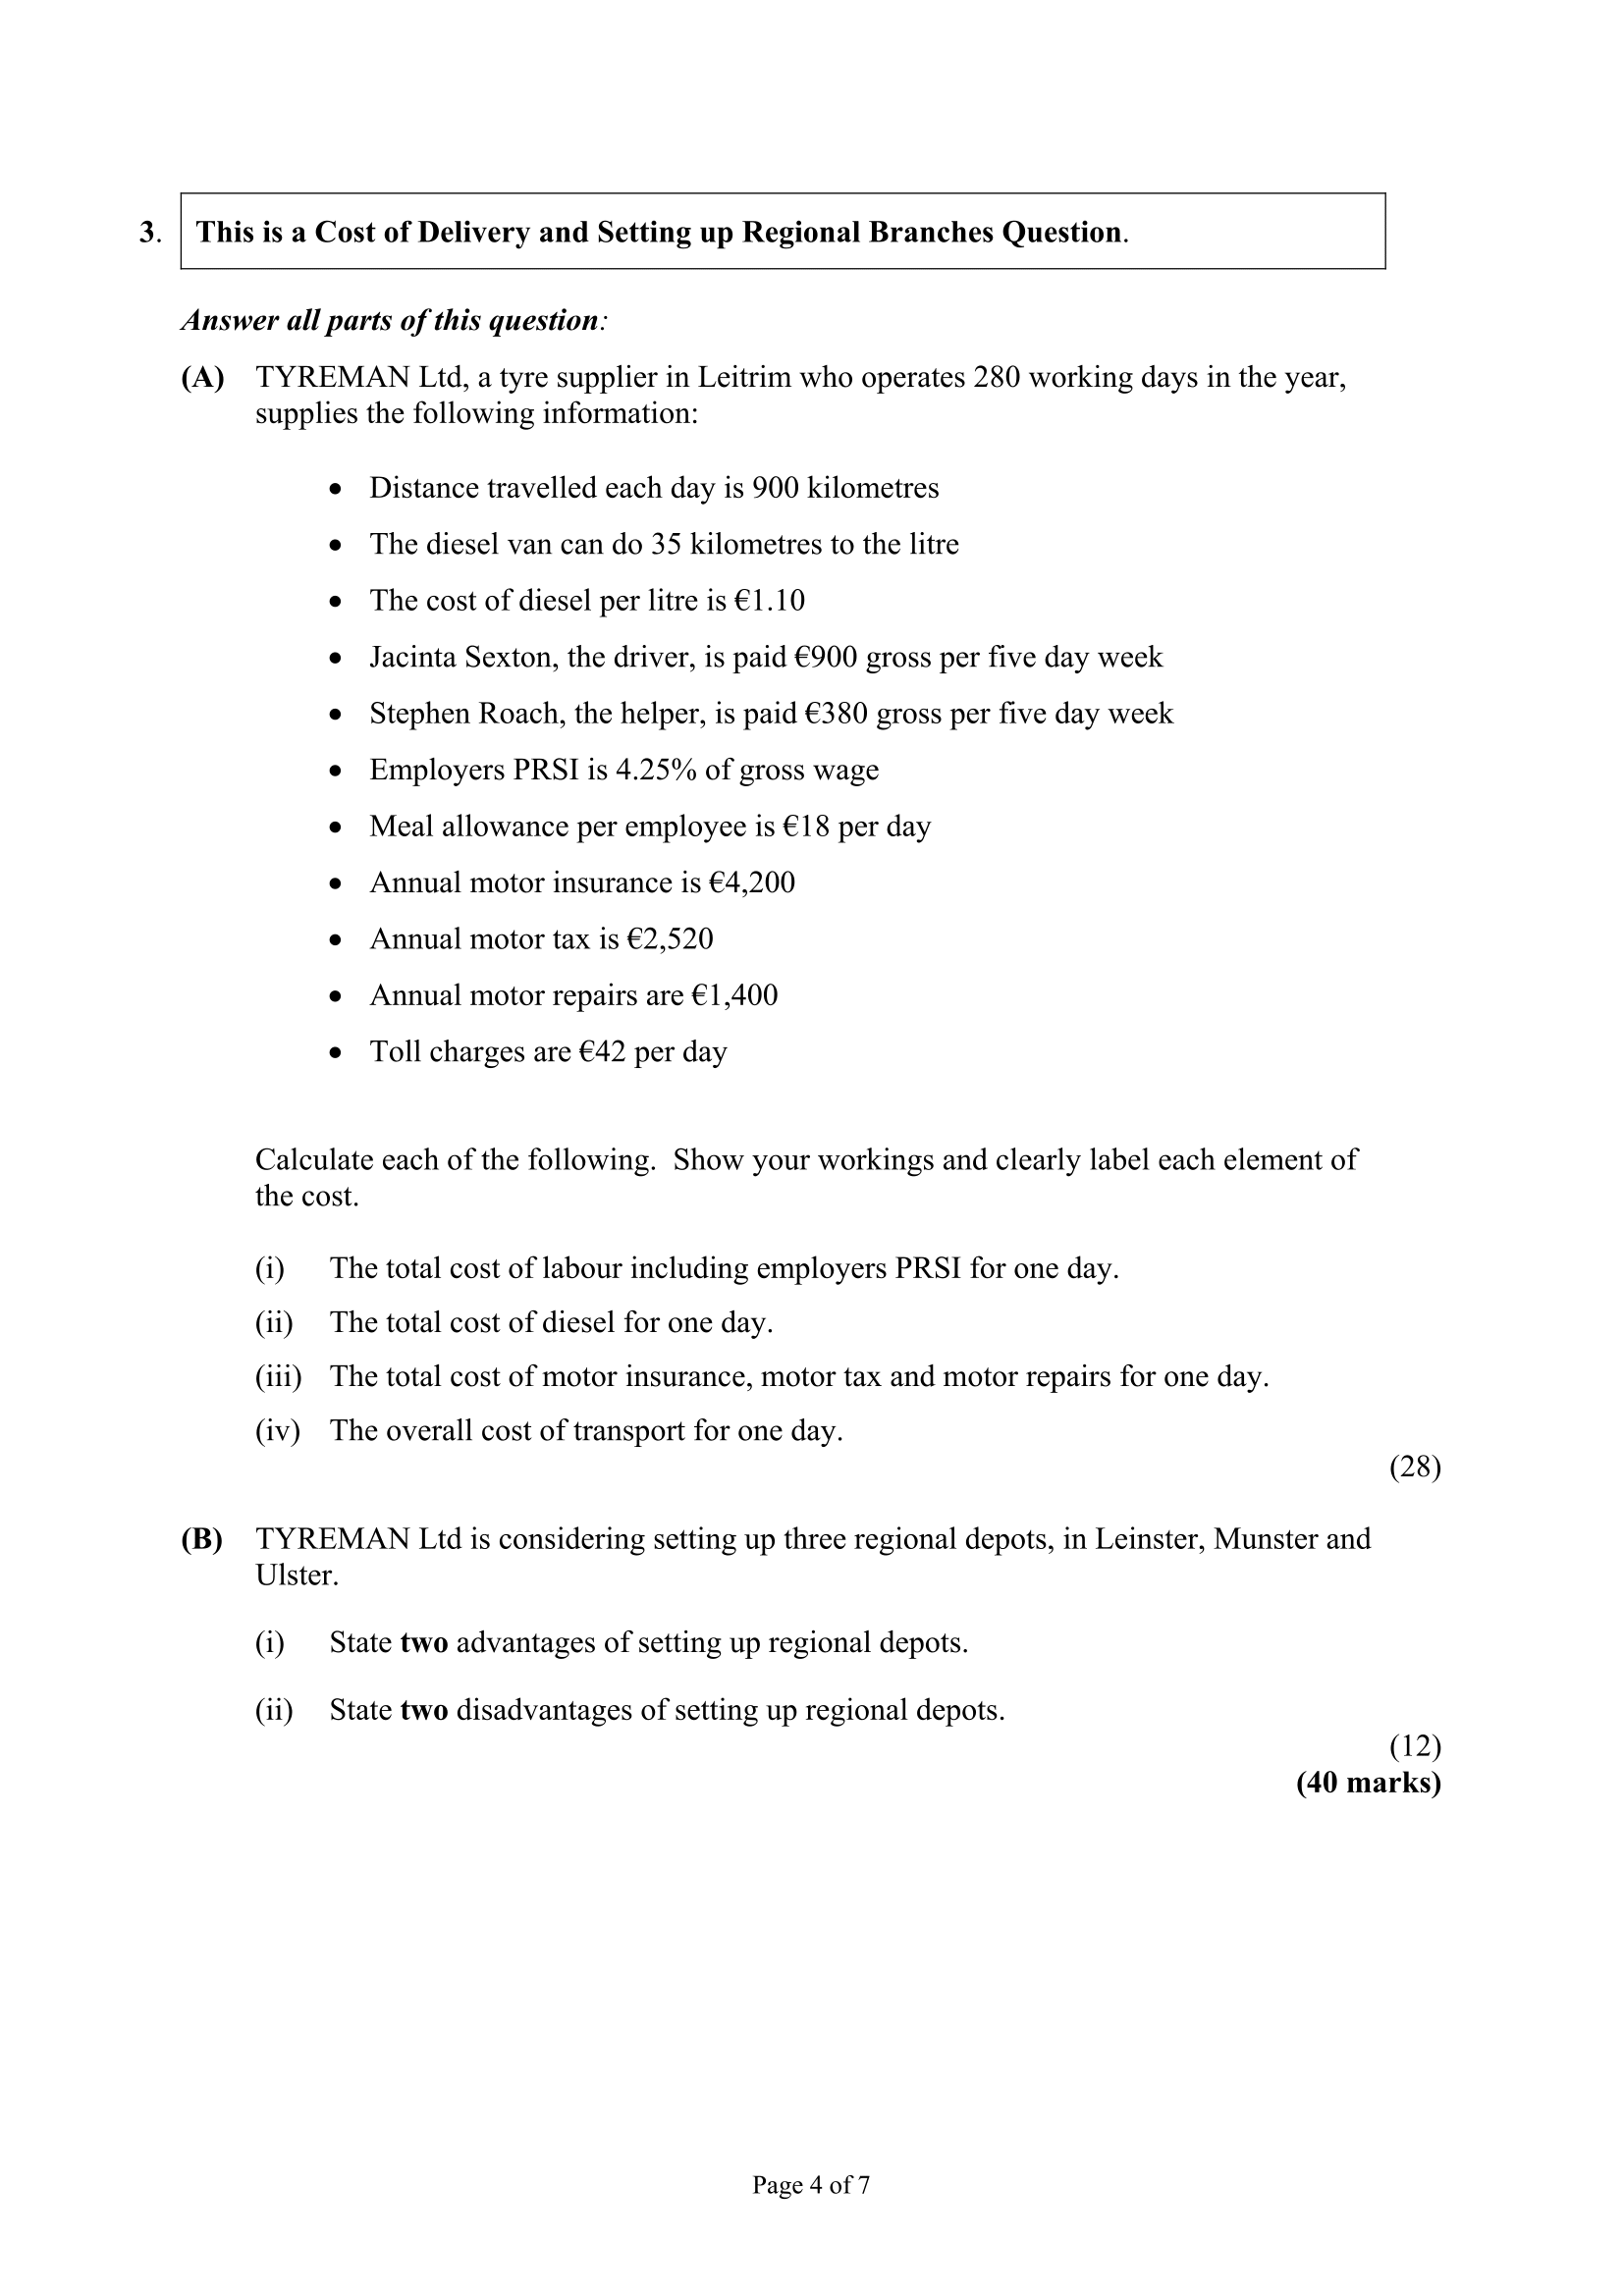 3. This is a Cost of Delivery and Setting up Regional Branches Question.
Answer all parts of this question:
(A) TYREMAN Ltd, a tyre supplier in Leitrim who operates 280 working days in the year,
supplies the following information:
• Distance travelled each day is 900 kilometres
• The diesel van can do 35 kilometres to the litre
• The cost of diesel per litre is €1.10
• Jacinta Sexton, the driver, is paid €900 gross per five day week
• Stephen Roach, the helper, is paid €380 gross per five day week
• Employers PRSI is 4.25% of gross wage
• Meal allowance per employee is €18 per day
• Annual motor insurance is €4,200
• Annual motor tax is €2,520
• Annual motor repairs are €1,400
• Toll charges are €42 per day
Calculate each of the following. Show your workings and clearly label each element of
the cost.
(i) The total cost of labour including employers PRSI for one day.
(ii) The total cost of diesel for one day.
(iii) The total cost of motor insurance, motor tax and motor repairs for one day.
(iv) The overall cost of transport for one day.
(28)
(B) TYREMAN Ltd is considering setting up three regional depots, in Leinster, Munster and
Ulster.
(i) State two advantages of setting up regional depots.
(ii) State two disadvantages of setting up regional depots.
(12)
(40 marks)
Page 4 of 7